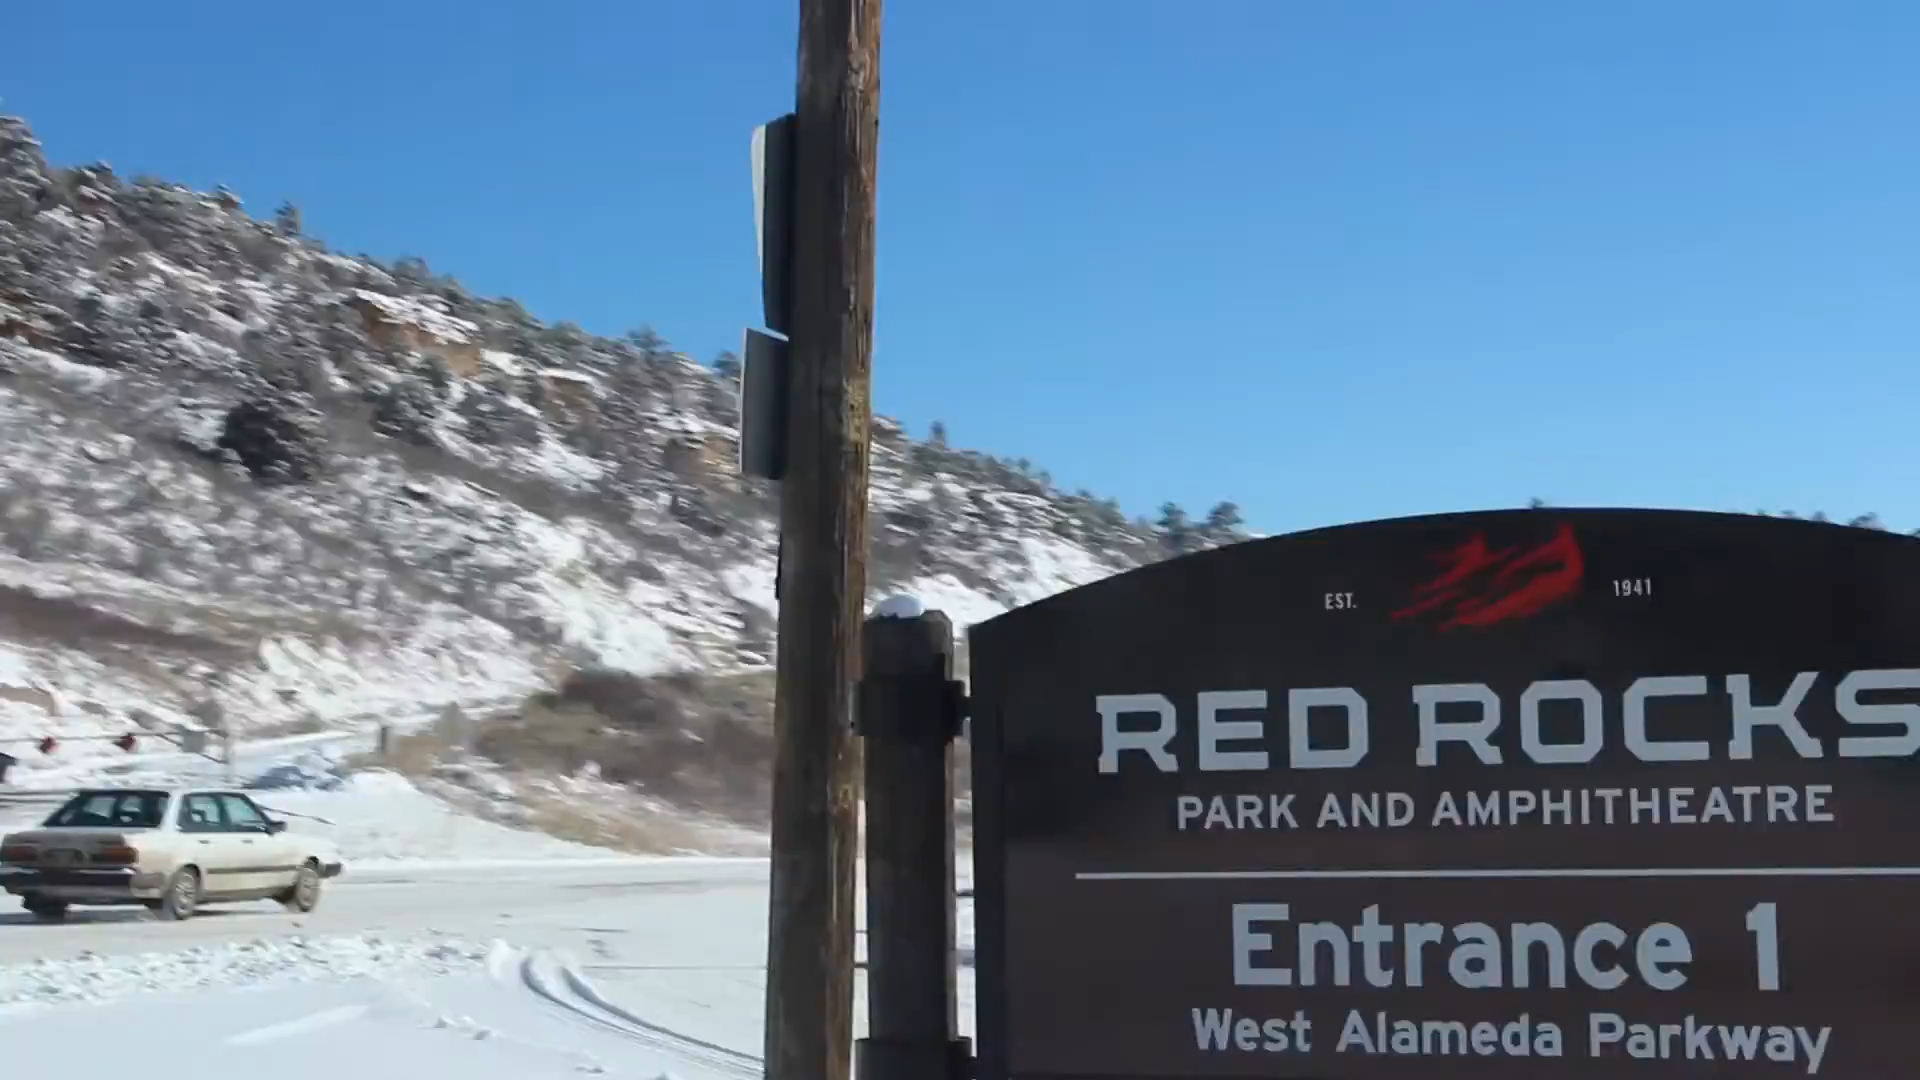 EST. 1941
RED ROCKS
PARK AND AMPHITHEATRE
Entrance 1
West Alameda Parkway